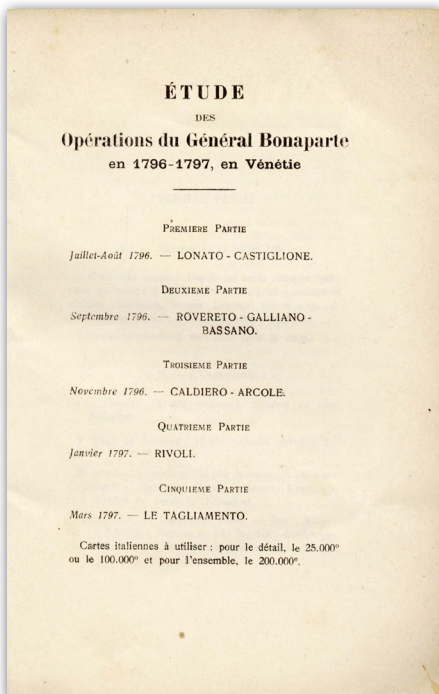 ÉTUDE
DES
Opérations du Général Bonaparte
en 1796-1797, en Vénétie
PREMIERE PARTIE
Juillet-Août 1796. — LONATO - CASTIGLIONE.
DEUXIEME PARTIE
Septembre 1796. — ROVERETO - GALLIANO -
BASSANO.
TROISIEME PARTIE
Novembre 1796. — CALDIERO - ARCOLE.
QUATRIEME PARTIE
Janvier 1797. — RIVOLI.
CINQUIEME PARTIE
Mars 1797. — LE TAGLIAMENTO.
Cartes italiennes à utiliser : pour le détail, le 25.000°
ou le 100.000° et pour l'ensemble, le 200.000°.